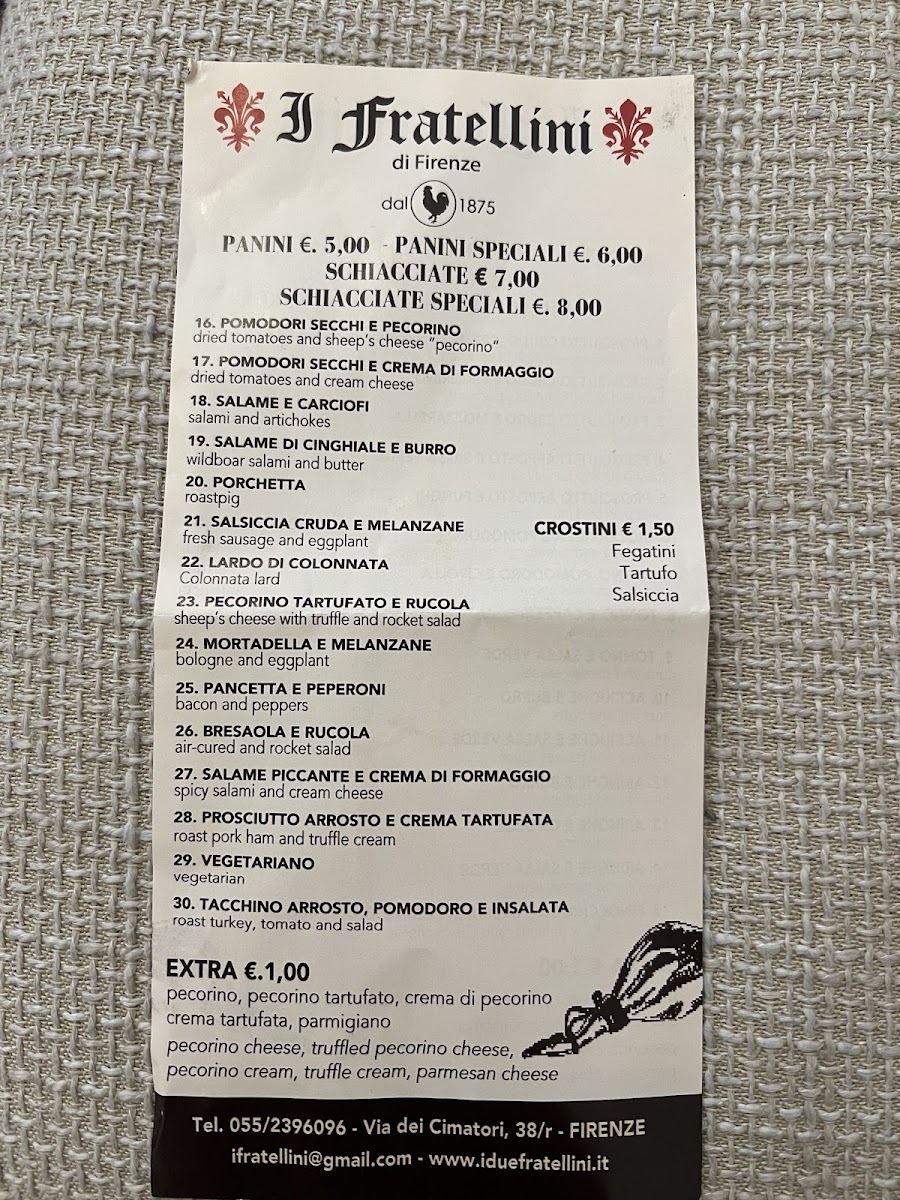 I Fratellini
di Firenze
dal 1875
PANINI €. 5,00 - PANINI SPECIALI €. 6,00
SCHIACCIATE € 7,00
SCHIACCIATE SPECIALI €. 8,00
16. POMODORI SECCHI E PECORINO
dried tomatoes and sheep's cheese "pecorino"
17. POMODORI SECCHI E CREMA DI FORMAGGIO
dried tomatoes and cream cheese
18. SALAME E CARCIOFI
salami and artichokes
19. SALAME DI CINGHIALE E BURRO
wildboar salami and butter
20. PORCHETTA
roastpig
21. SALSICCIA CRUDA E MELANZANE
fresh sausage and eggplant
22. LARDO DI COLONNATA
Colonnata lard
23. PECORINO TARTUFATO E RUCOLA
sheep's cheese with truffle and rocket salad
24. MORTADELLA E MELANZANE
bologne and eggplant
25. PANCETTA E PEPERONI
bacon and peppers
26. BRESAOLA E RUCOLA
air-cured and rocket salad
27. SALAME PICCANTE E CREMA DI FORMAGGIO
spicy salami and cream cheese
28. PROSCIUTTO ARROSTO E CREMA TARTUFATA
roast pork ham and truffle cream
29. VEGETARIANO
vegetarian
30. TACCHINO ARROSTO, POMODORO E INSALATA
roast turkey, tomato and salad
CROSTINI € 1,50
Fegatini
Tartufo
Salsiccia
EXTRA €.1,00
pecorino, pecorino tartufato, crema di pecorino
crema tartufata, parmigiano
pecorino cheese, truffled pecorino cheese,
pecorino cream, truffle cream, parmesan cheese
Tel. 055/2396096 - Via dei Cimatori, 38/r - FIRENZE
ifratellini@gmail.com - www.iduefratellini.it